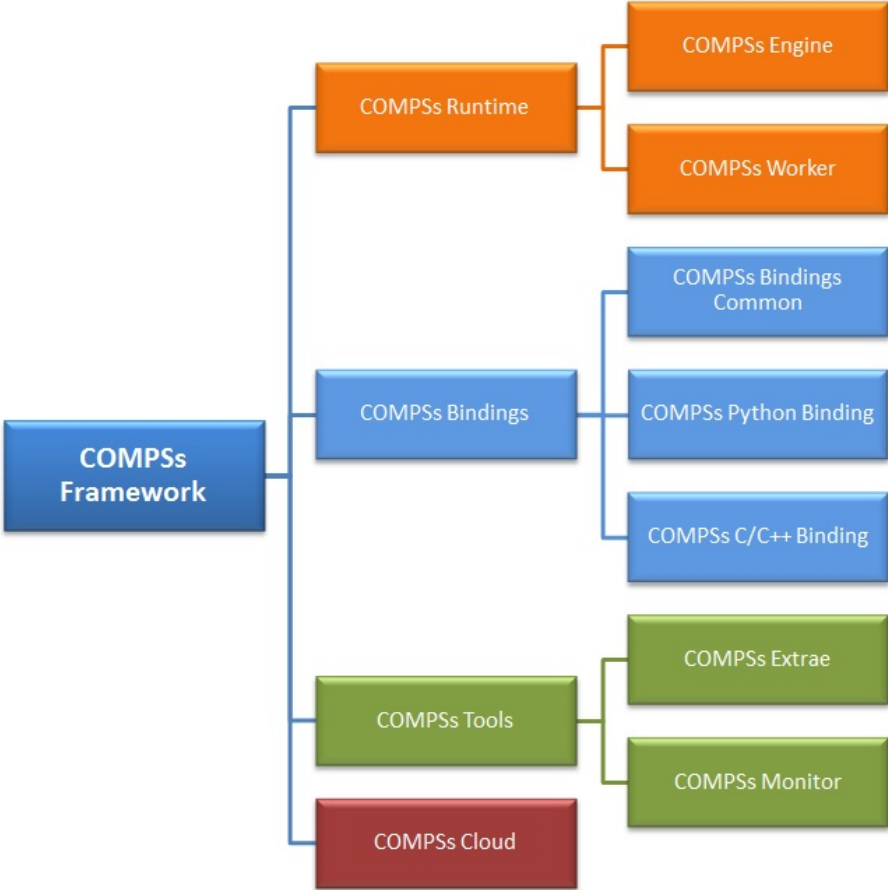 COMPSs Engine
COMPSs Runtime
COMPSs Worker
COMPSs Bindings
Common
COMPSs Bindings
COMPSs Python Binding
COMPSs
Framework
COMPSs C/C++ Binding
COMPSs Extrae
COMPSs Tools
COMPSs Monitor
COMPSs Cloud